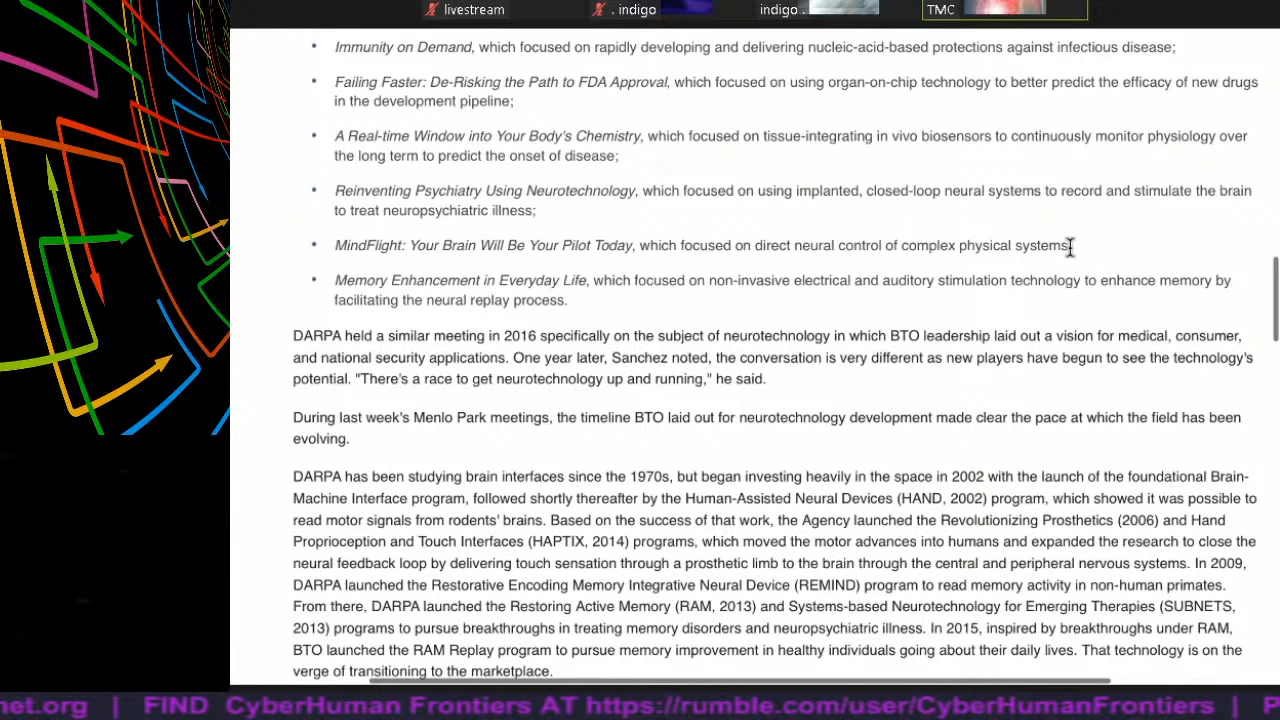 livestream
. indigo
indigo .
TMC
• Immunity on Demand, which focused on rapidly developing and delivering nucleic-acid-based protections against infectious disease;
• Failing Faster: De-Risking the Path to FDA Approval, which focused on using organ-on-chip technology to better predict the efficacy of new drugs
in the development pipeline;
• A Real-time Window into Your Body's Chemistry, which focused on tissue-integrating in vivo biosensors to continuously monitor physiology over
the long term to predict the onset of disease;
• Reinventing Psychiatry Using Neurotechnology, which focused on using implanted, closed-loop neural systems to record and stimulate the brain
to treat neuropsychiatric illness;
• MindFlight: Your Brain Will Be Your Pilot Today, which focused on direct neural control of complex physical systems
• Memory Enhancement in Everyday Life, which focused on non-invasive electrical and auditory stimulation technology to enhance memory by
facilitating the neural replay process.
DARPA held a similar meeting in 2016 specifically on the subject of neurotechnology in which BTO leadership laid out a vision for medical, consumer,
and national security applications. One year later, Sanchez noted, the conversation is very different as new players have begun to see the technology's
potential. "There's a race to get neurotechnology up and running," he said.
During last week's Menlo Park meetings, the timeline BTO laid out for neurotechnology development made clear the pace at which the field has been
evolving.
DARPA has been studying brain interfaces since the 1970s, but began investing heavily in the space in 2002 with the launch of the foundational Brain-
Machine Interface program, followed shortly thereafter by the Human-Assisted Neural Devices (HAND, 2002) program, which showed it was possible to
read motor signals from rodents' brains. Based on the success of that work, the Agency launched the Revolutionizing Prosthetics (2006) and Hand
Proprioception and Touch Interfaces (HAPTIX, 2014) programs, which moved the motor advances into humans and expanded the research to close the
neural feedback loop by delivering touch sensation through a prosthetic limb to the brain through the central and peripheral nervous systems. In 2009,
DARPA launched the Restorative Encoding Memory Integrative Neural Device (REMIND) program to read memory activity in non-human primates.
From there, DARPA launched the Restoring Active Memory (RAM, 2013) and Systems-based Neurotechnology for Emerging Therapies (SUBNETS,
2013) programs to pursue breakthroughs in treating memory disorders and neuropsychiatric illness. In 2015, inspired by breakthroughs under RAM,
BTO launched the RAM Replay program to pursue memory improvement in healthy individuals going about their daily lives. That technology is on the
verge of transitioning to the marketplace.
net.org | FIND CyberHuman Frontiers AT https://rumble.com/user/CyberHumanFrontiers |